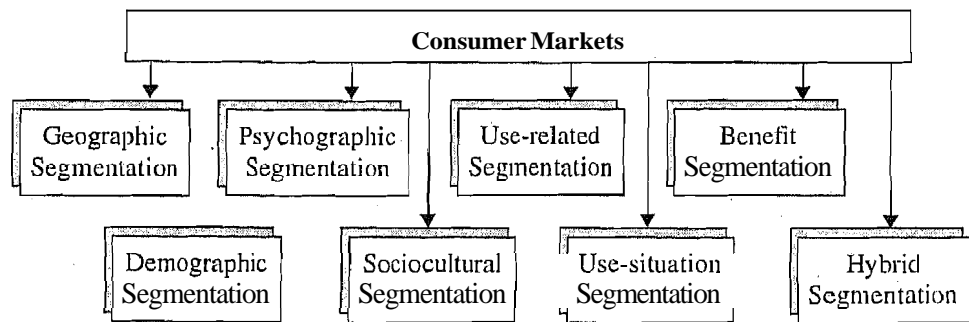 Consumer Markets
Geographic
Segmentation
Psychographic
Segmentation
Use-related
Segmentation
Benefit
Segmentation
Demographic
Segmentation
Sociocultural
Segmentation
Use-situation
Segmentation
Hybrid
Segmentation